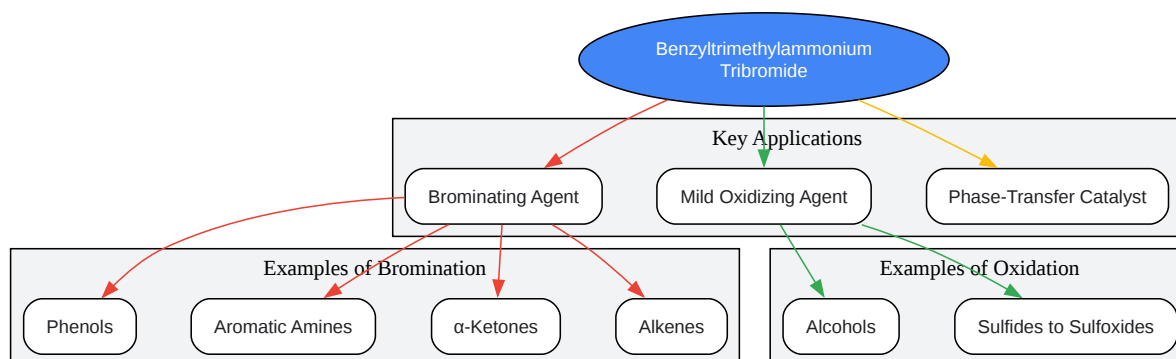 Benzyltrimethylammonium
Tribromide
Key Applications
Brominating Agent
Mild Oxidizing Agent
Phase-Transfer Catalyst
Examples of Bromination
Examples of Oxidation
Phenols
Aromatic Amines
α-Ketones
Alkenes
Alcohols
Sulfides to Sulfoxides